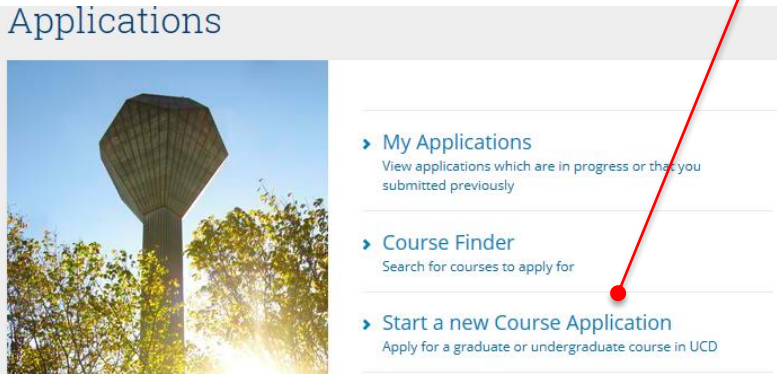 Applications
My Applications
View applications which are in progress or that you
submitted previously
Course Finder
Search for courses to apply for
Start a new Course Application
Apply for a graduate or undergraduate course in UCD